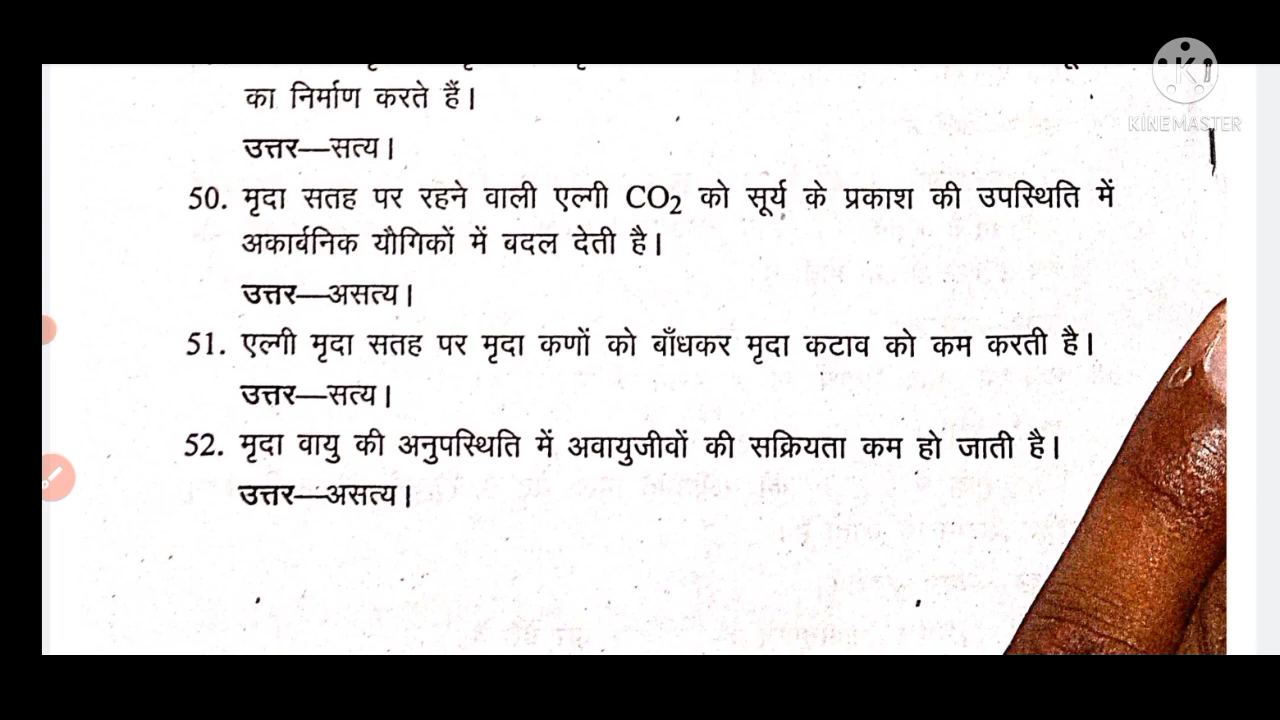 का निर्माण करते हैं।
उत्तर—सत्य।
50. मृदा सतह पर रहने वाली एल्गी CO₂ को सूर्य के प्रकाश की उपस्थिति में
अकार्बनिक यौगिकों में बदल देती है।
उत्तर—असत्य।
51. एल्गी मृदा सतह पर मृदा कणों को बाँधकर मृदा कटाव को कम करती है।
उत्तर—सत्य।
52. मृदा वायु की अनुपस्थिति में अवायुजीवों की सक्रियता कम हो जाती है।
उत्तर—असत्य।
K
KINEMASTER